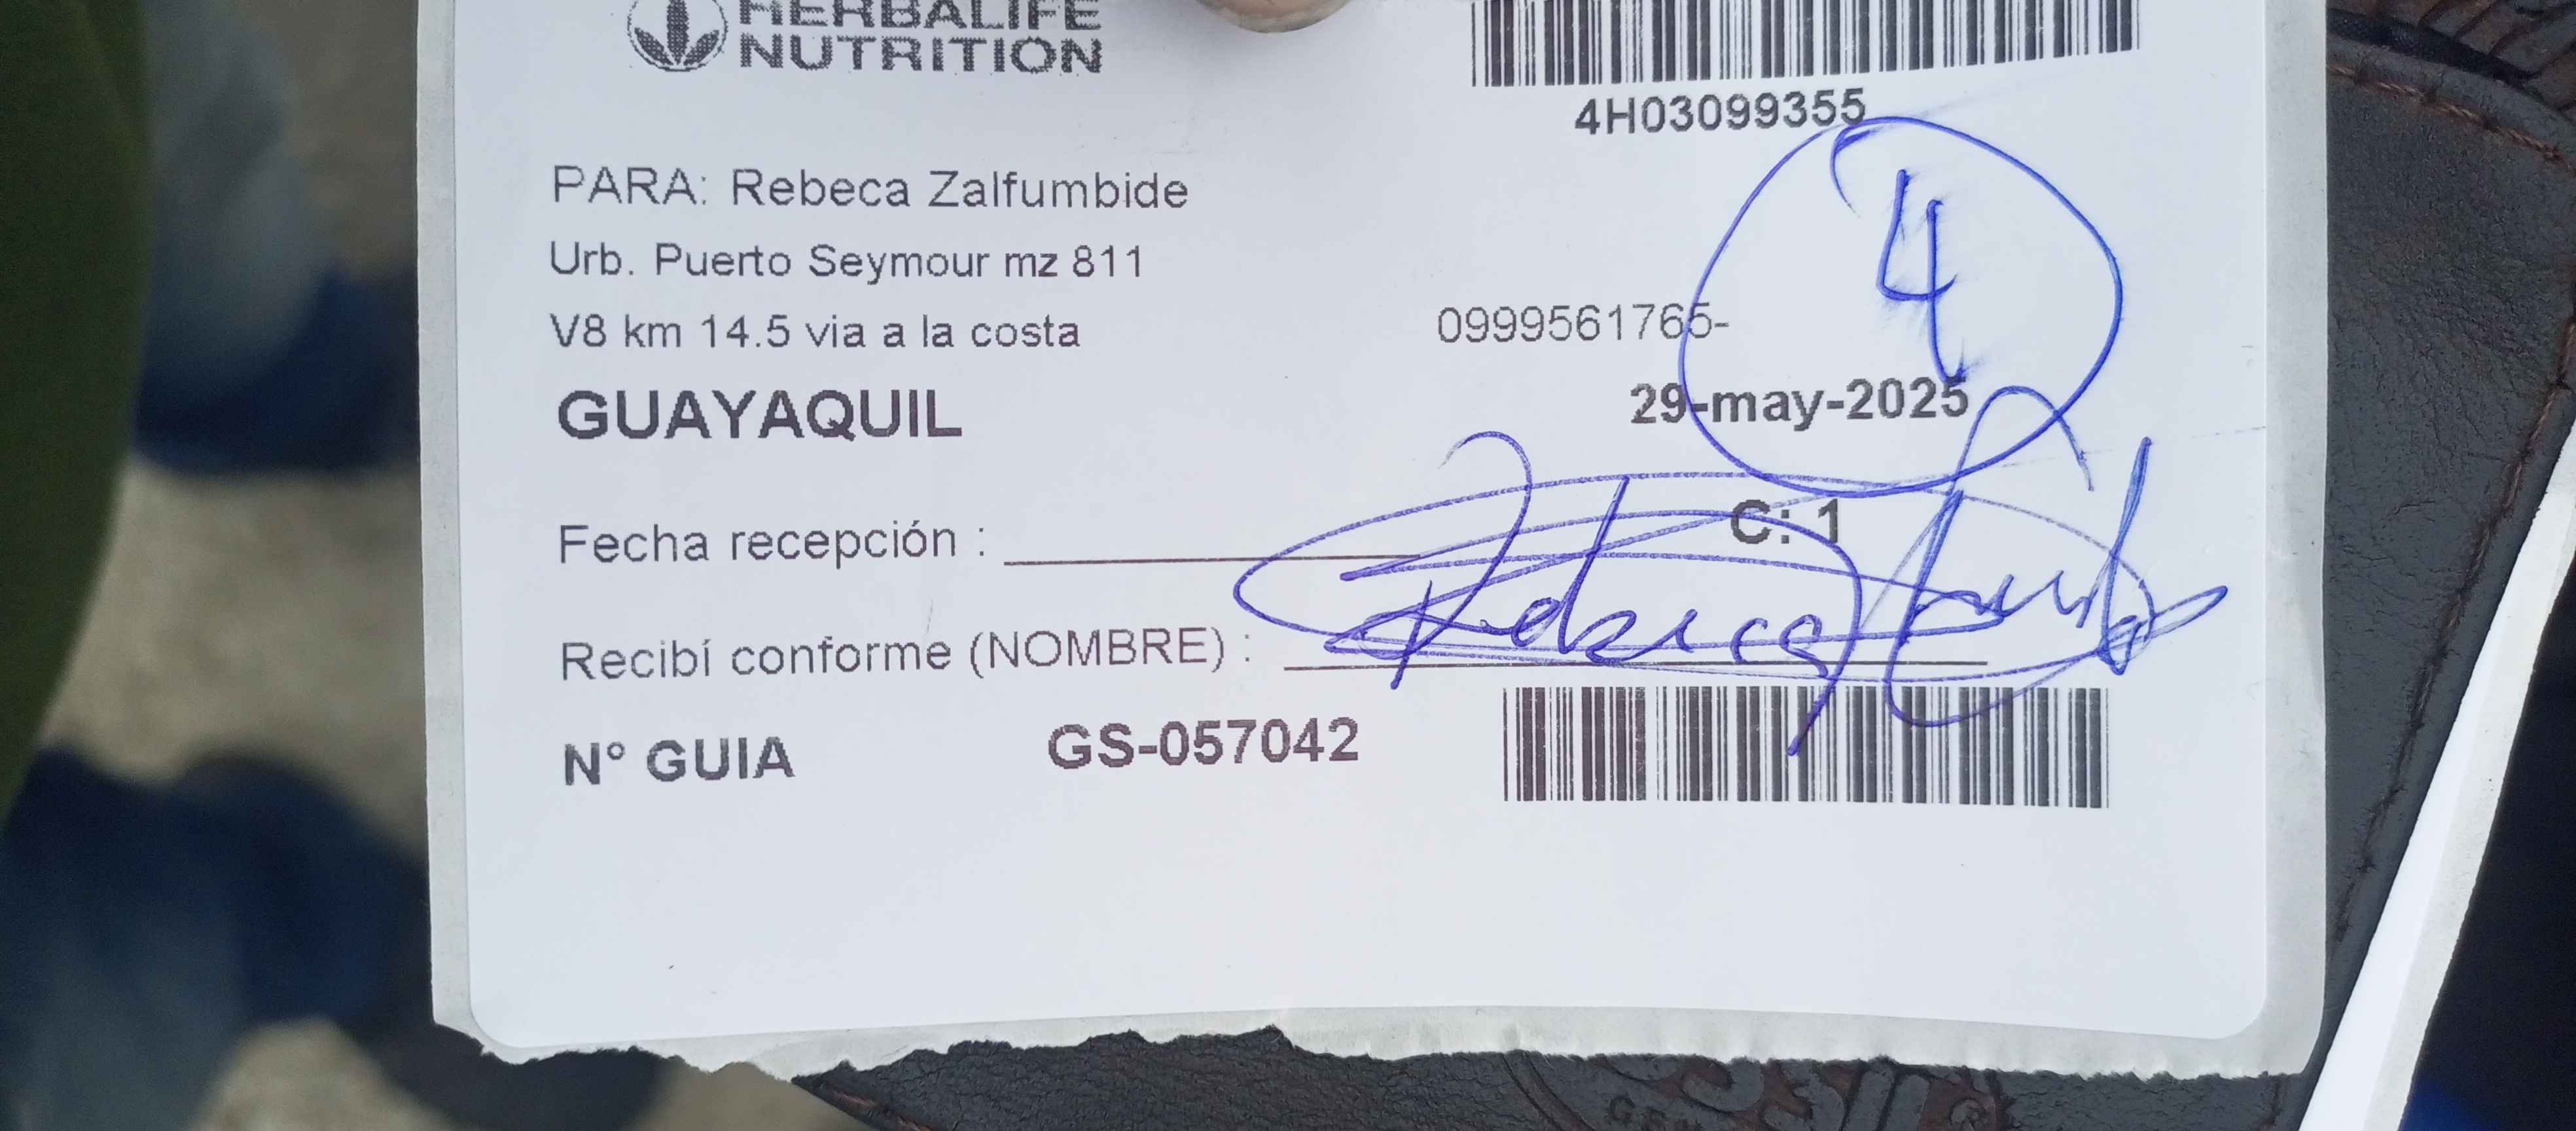 HERBALIFE
NUTRITION
4H03099355
PARA: Rebeca Zalfumbide
Urb. Puerto Seymour mz 811
V8 km 14.5 via a la costa
0999561765-
4
GUAYAQUIL
29-may-2025
C: 1
Fecha recepción :
Recibí conforme (NOMBRE) :
Rebeca
N° GUIA GS-057042